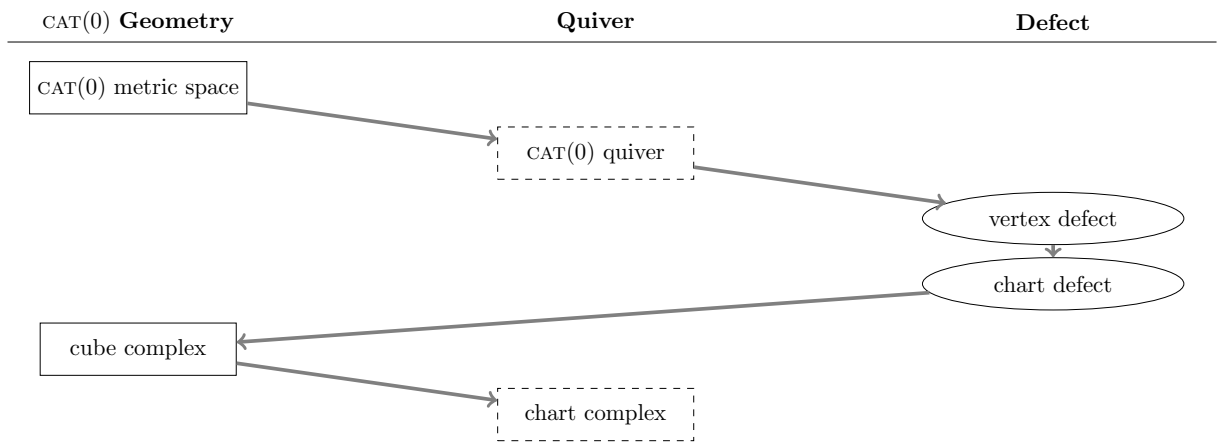 CAT(0) Geometry Quiver Defect
CAT(0) metric space
CAT(0) quiver
vertex defect
chart defect
cube complex
chart complex